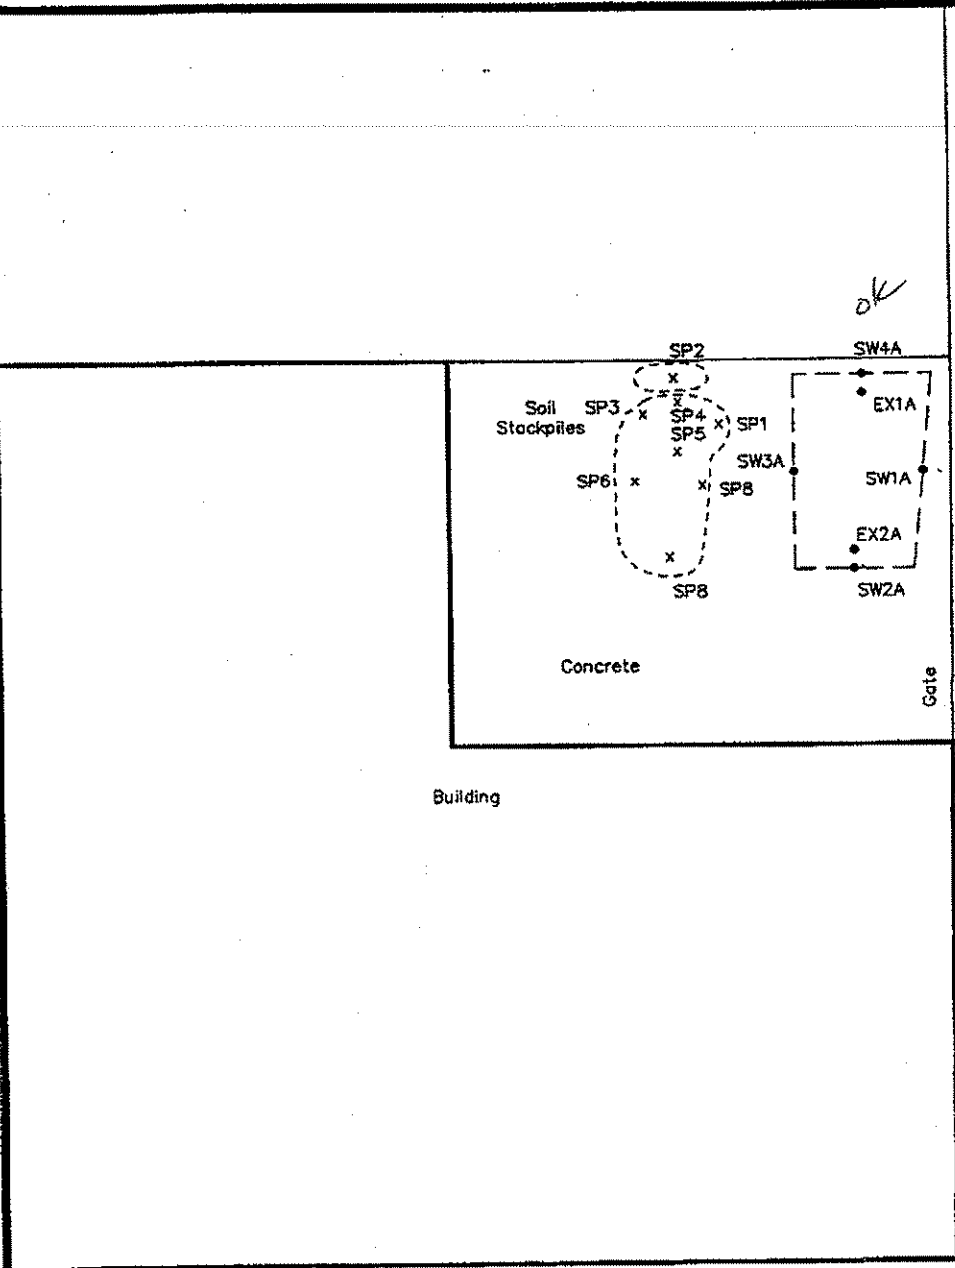 OK
SP2
SW4A
Soil
Stockpiles
SP3
SP4
SP1
EX1A
SP5
SW3A
SW1A
SP6
SP8
EX2A
SP8
SW2A
Concrete
Gate
Building